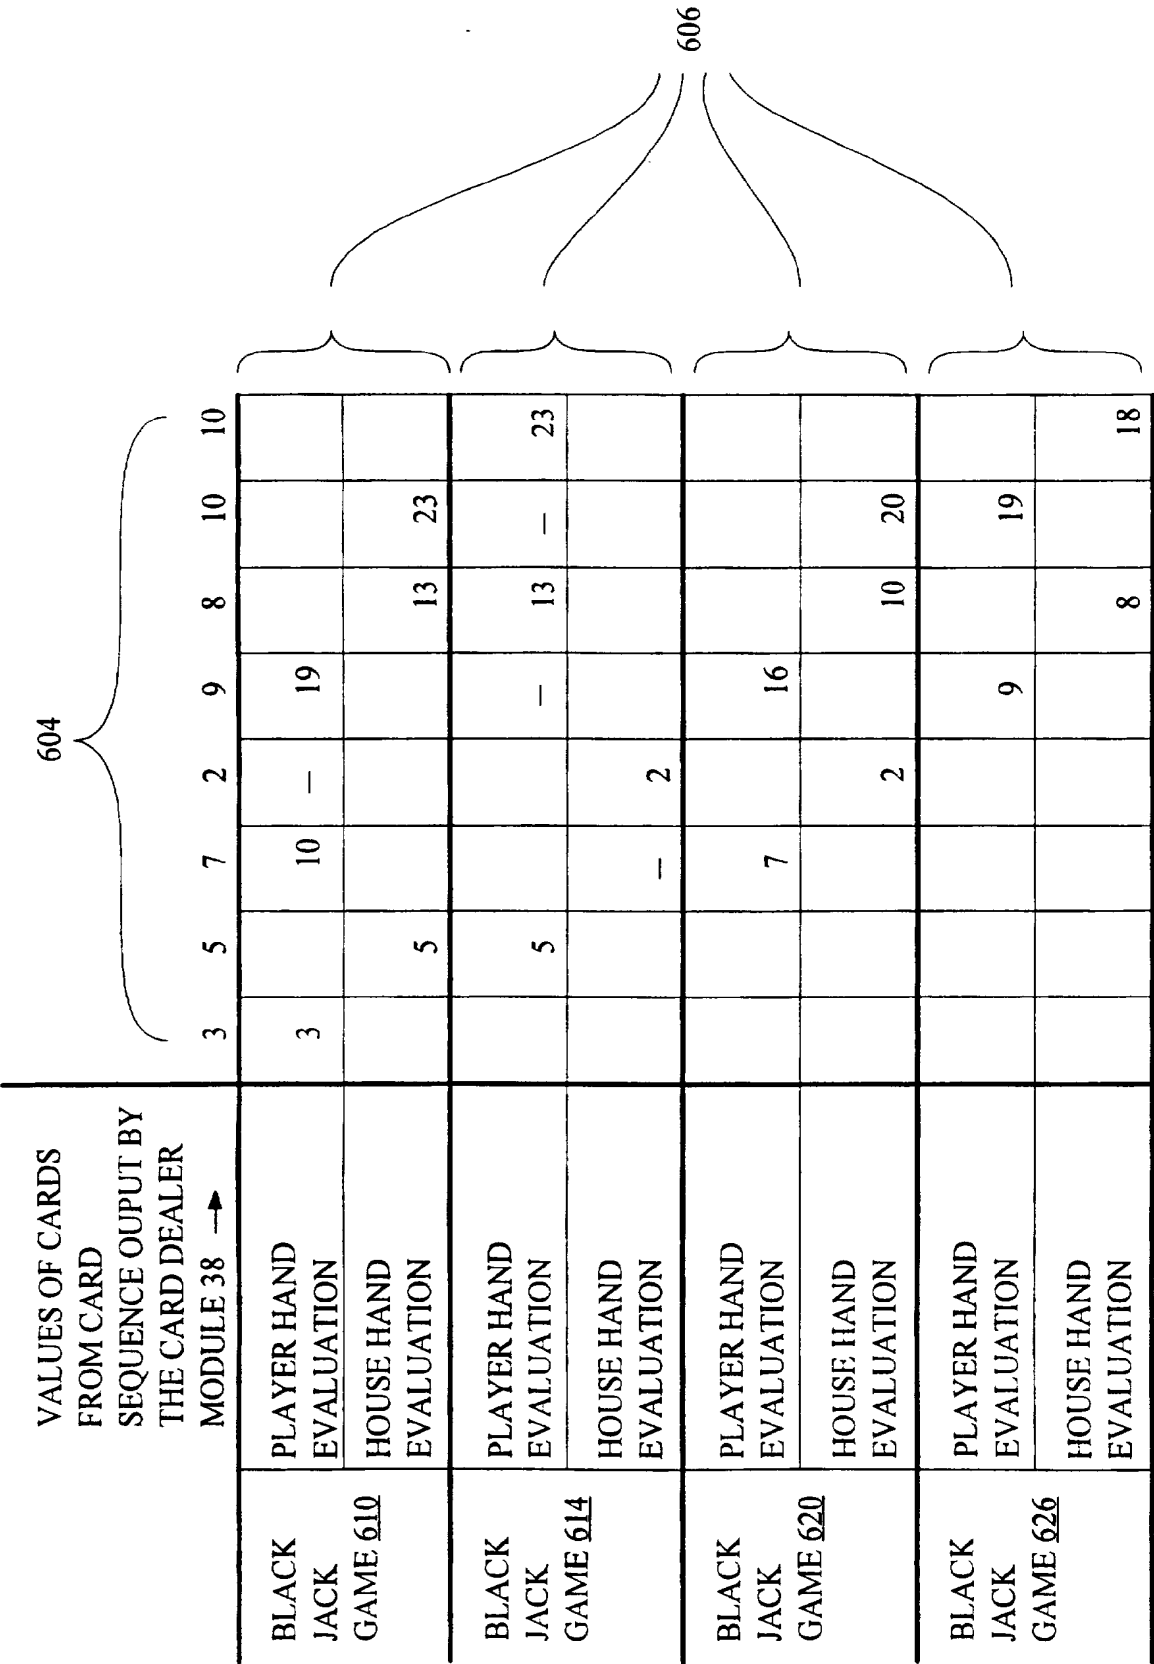 604
VALUES OF CARDS
FROM CARD
SEQUENCE OUPUT BY
THE CARD DEALER
MODULE 38 → 3 5 7 2 9 8 10 10
BLACK
JACK
GAME 610
PLAYER HAND
EVALUATION 3 10 – 19
HOUSE HAND
EVALUATION 5 13 23
BLACK
JACK
GAME 614
PLAYER HAND
EVALUATION 5 – 13 – 23
HOUSE HAND
EVALUATION – 2
BLACK
JACK
GAME 620
PLAYER HAND
EVALUATION 7 16
HOUSE HAND
EVALUATION 2 10 20
BLACK
JACK
GAME 626
PLAYER HAND
EVALUATION 9 19
HOUSE HAND
EVALUATION 8 18
606